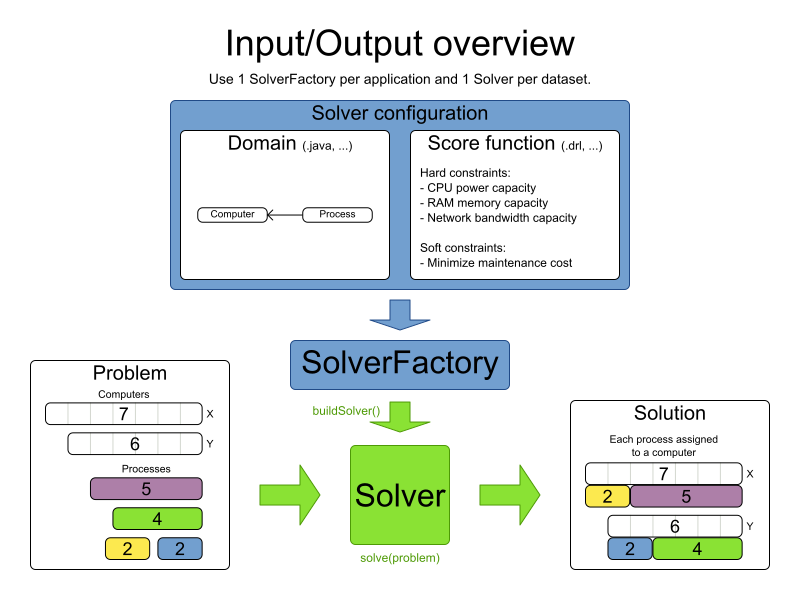 Input/Output overview
Use 1 SolverFactory per application and 1 Solver per dataset.
Solver configuration
Domain (.java, ...)
Computer
Process
Score function (.drl, ...)
Hard constraints:
- CPU power capacity
- RAM memory capacity
- Network bandwidth capacity
Soft constraints:
- Minimize maintenance cost
SolverFactory
buildSolver()
Problem
Computers
7 X
6 Y
Processes
5
4
2 2
Solver
solve(problem)
Solution
Each process assigned
to a computer
7 X
2 5
6 Y
2 4